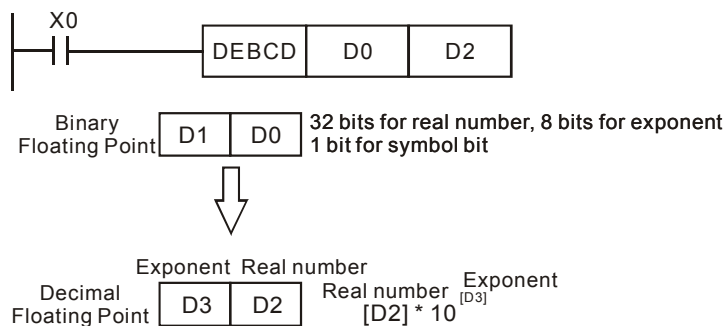 X0
DEBCD D0 D2
Binary
Floating Point
D1 D0
32 bits for real number, 8 bits for exponent
1 bit for symbol bit
Exponent Real number
Decimal
Floating Point
D3 D2
Real number Exponent
[D2] * 10 [D3]